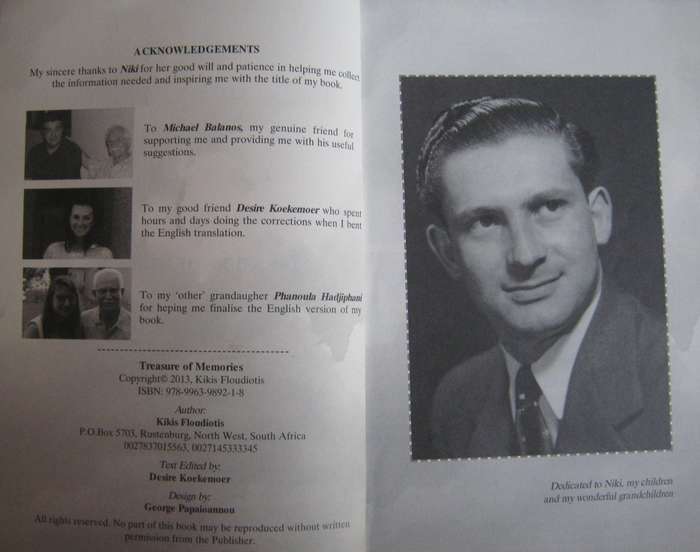 ACKNOWLEDGEMENTS
My sincere thanks to Niki for her good will and patience in helping me collect
the information needed and inspiring me with the title of my book.
To Michael Balanos, my genuine friend for
supporting me and providing me with his useful
suggestions.
To my good friend Desire Koekemoer who spent
hours and days doing the corrections when I bent
the English translation.
To my 'other' grandaugher Phanoula Hadjiphani
for heping me finalise the English version of my
book.
Treasure of Memories
Copyright© 2013, Kikis Floudiotis
ISBN: 978-9963-9892-1-8
Author:
Kikis Floudiotis
P.O.Box 5703, Rustenburg, North West, South Africa
0027837015563, 0027145333345
Text Edited by:
Desire Koekemoer
Design by:
George Papaioannou
All rights reserved. No part of this book may be reproduced without written
permission from the Publisher.
Dedicated to Niki, my children
and my wonderful grandchildren